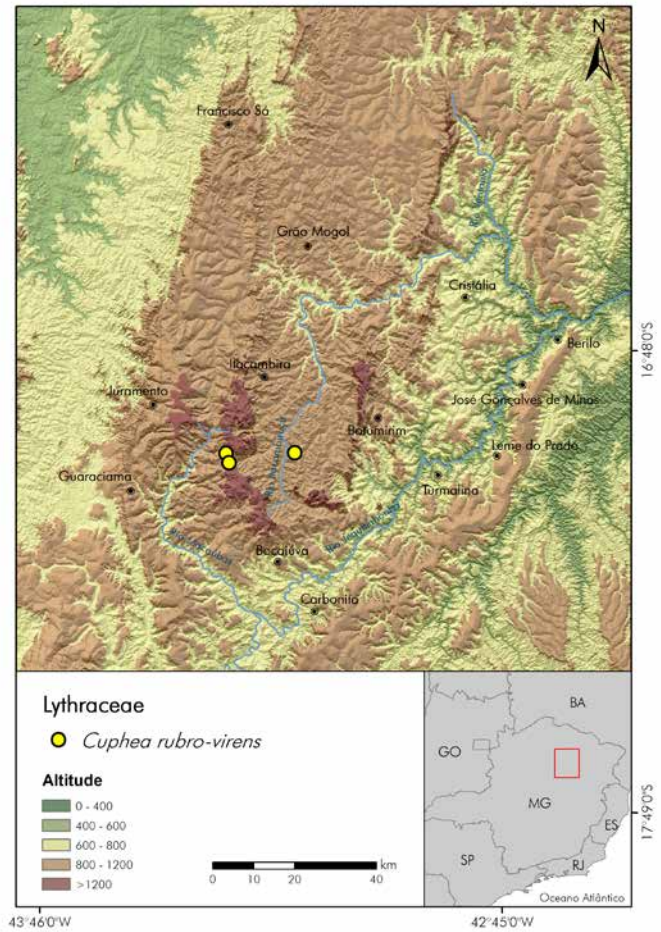 N
Francisco Sá
Grão Mogol
Cristália
Berilo
Itacambira
Juramento
José Gonçalves de Minas
Botumirim
Leme do Prado
Guaraciama
Turmalina
Bocaiúva
Carbonita
16°48'0"S
17°49'0"S
Lythraceae
Cuphea rubro-virens
Altitude
0 - 400
400 - 600
600 - 800
800 - 1200
>1200
km
0 10 20 40
BA
GO
MG
ES
SP
RJ
Oceano Atlântico
43°46'0"W
42°45'0"W